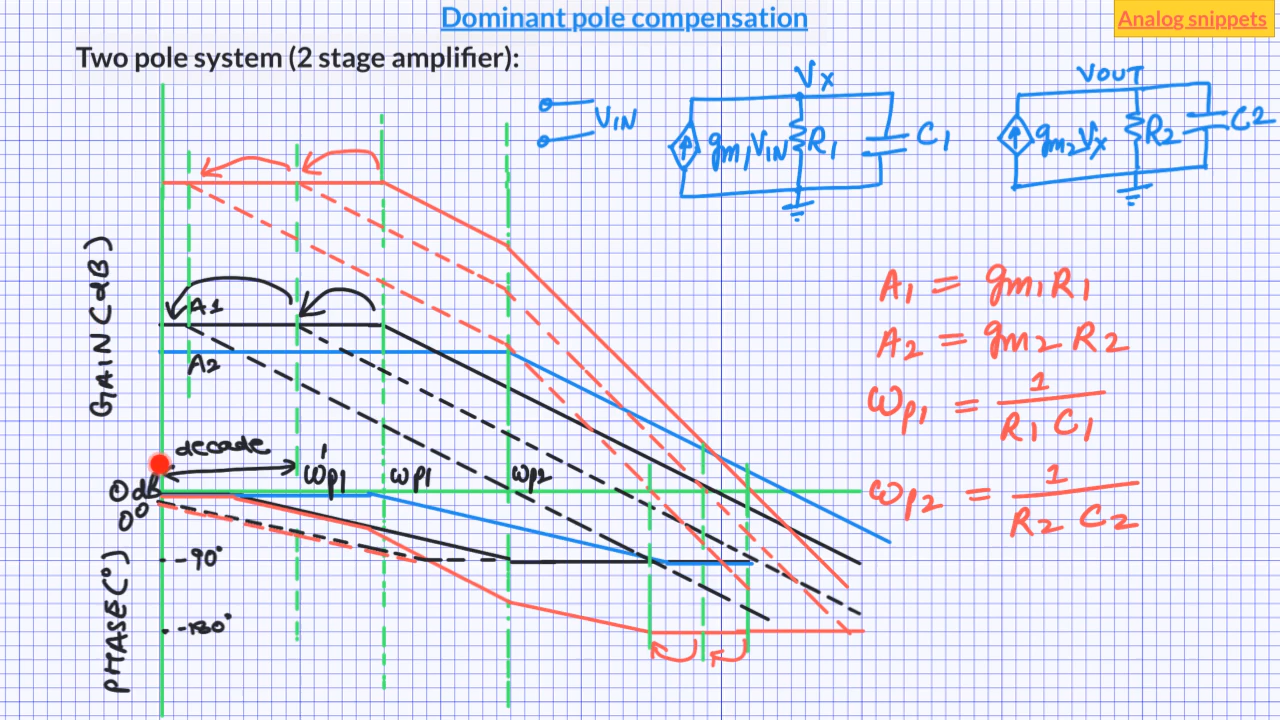 Dominant pole compensation
Analog snippets
Two pole system (2 stage amplifier):
VX
VOUT
VIN
gm1VIN
R1
C1
gm2VX
R2
C2
GAIN(dB)
A1
A2
A1 = gm1R1
A2 = gm2R2
ωp1 = 1
R1C1
ωp2 = 1
R2C2
decade
ω'p1
ωp1
ωp2
0dB
0°
-90°
-180°
PHASE(°)